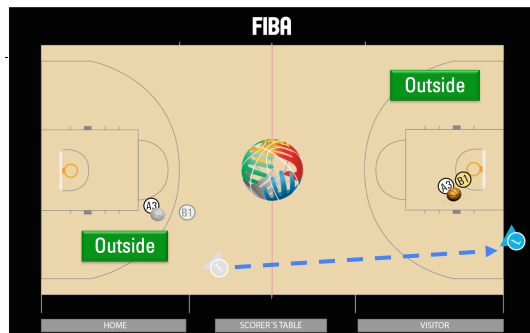 FIBA
Outside
A3
B1
A3
B1
Outside
T
L
HOME
SCORER'S TABLE
VISITOR